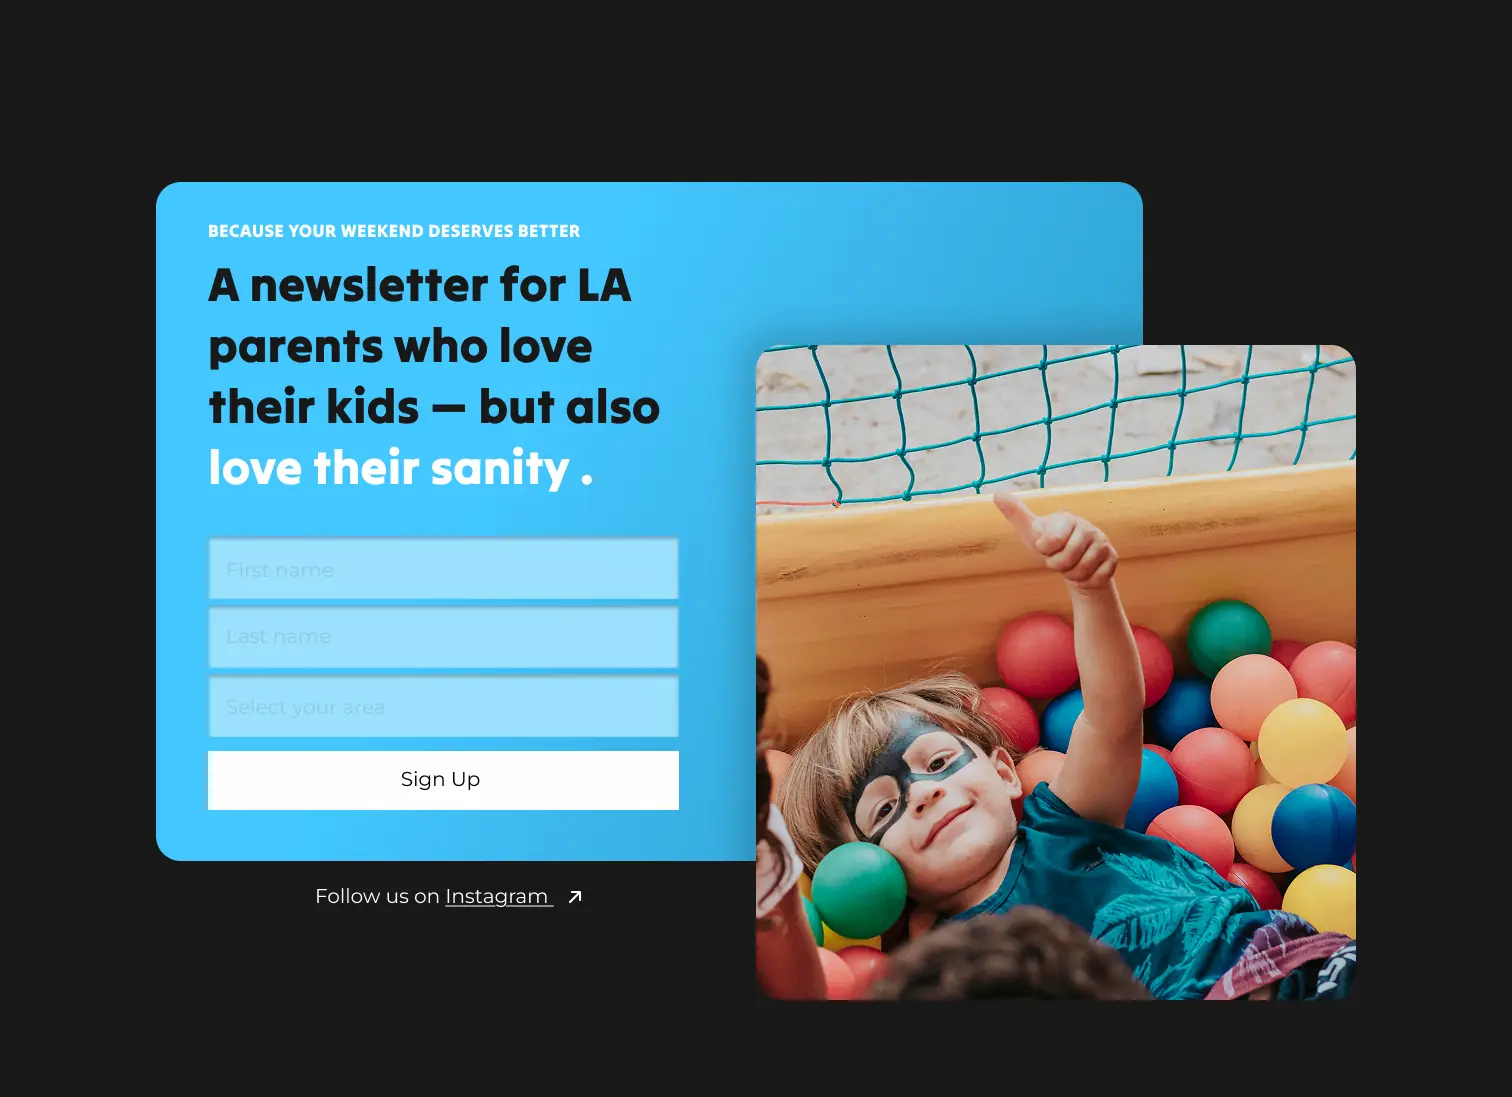 BECAUSE YOUR WEEKEND DESERVES BETTER
A newsletter for LA
parents who love
their kids — but also
love their sanity .
First name
Last name
Select your area
Sign Up
Follow us on Instagram ↗